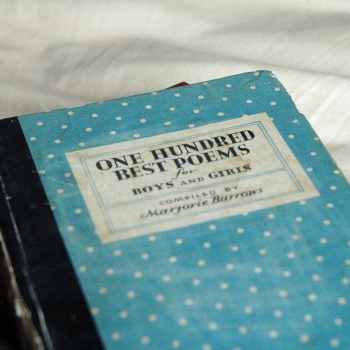 ONE HUNDRED
BEST POEMS
for
BOYS AND GIRLS
COMPILED BY
Marjorie Barrows